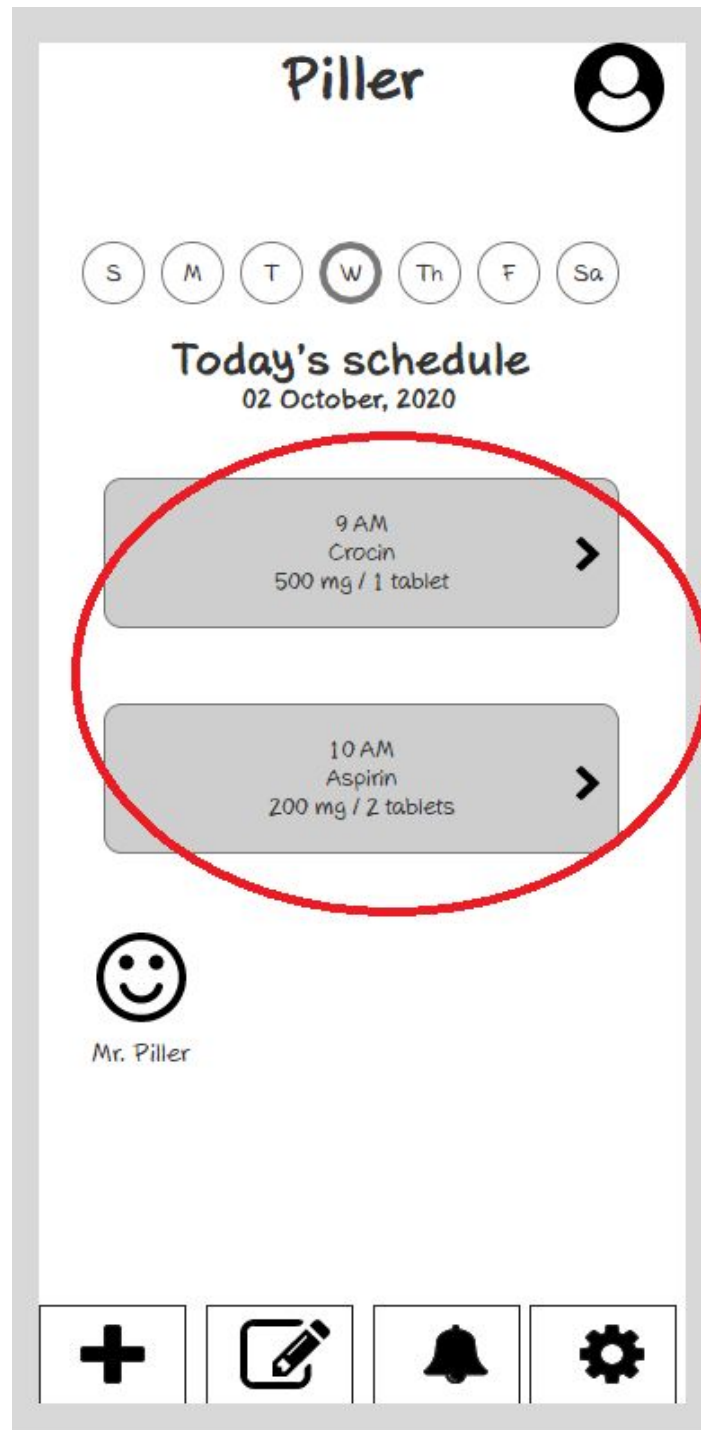 Piller
S M T W Th F Sa
Today's schedule
02 October, 2020
9 AM
Crocin
500 mg / 1 tablet
10 AM
Aspirin
200 mg / 2 tablets
Mr. Piller